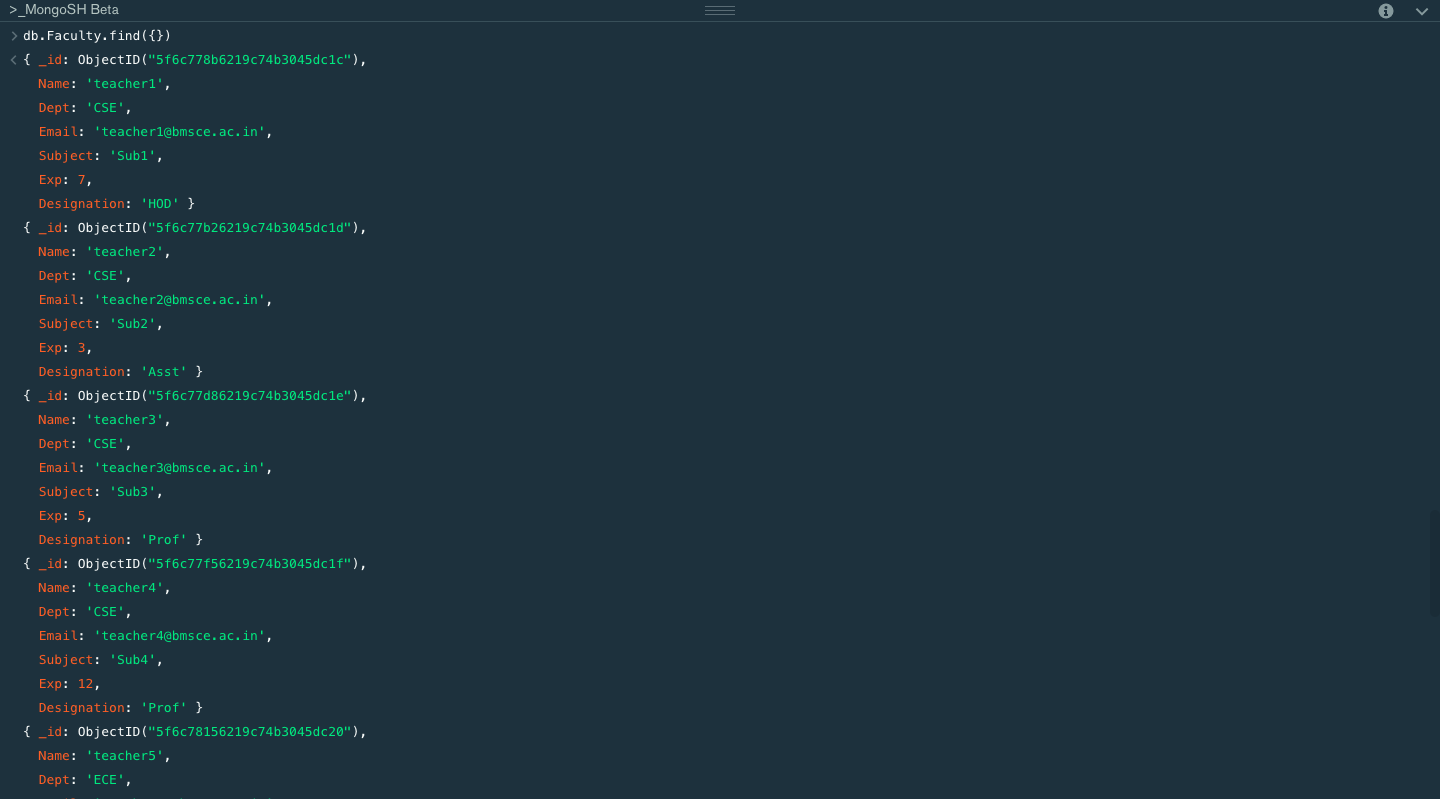 >_MongoSH Beta
> db.Faculty.find({})
< { _id: ObjectID("5f6c778b6219c74b3045dc1c"),
Name: 'teacher1',
Dept: 'CSE',
Email: 'teacher1@bmsce.ac.in',
Subject: 'Sub1',
Exp: 7,
Designation: 'HOD' }
{ _id: ObjectID("5f6c77b26219c74b3045dc1d"),
Name: 'teacher2',
Dept: 'CSE',
Email: 'teacher2@bmsce.ac.in',
Subject: 'Sub2',
Exp: 3,
Designation: 'Asst' }
{ _id: ObjectID("5f6c77d86219c74b3045dc1e"),
Name: 'teacher3',
Dept: 'CSE',
Email: 'teacher3@bmsce.ac.in',
Subject: 'Sub3',
Exp: 5,
Designation: 'Prof' }
{ _id: ObjectID("5f6c77f56219c74b3045dc1f"),
Name: 'teacher4',
Dept: 'CSE',
Email: 'teacher4@bmsce.ac.in',
Subject: 'Sub4',
Exp: 12,
Designation: 'Prof' }
{ _id: ObjectID("5f6c78156219c74b3045dc20"),
Name: 'teacher5',
Dept: 'ECE',